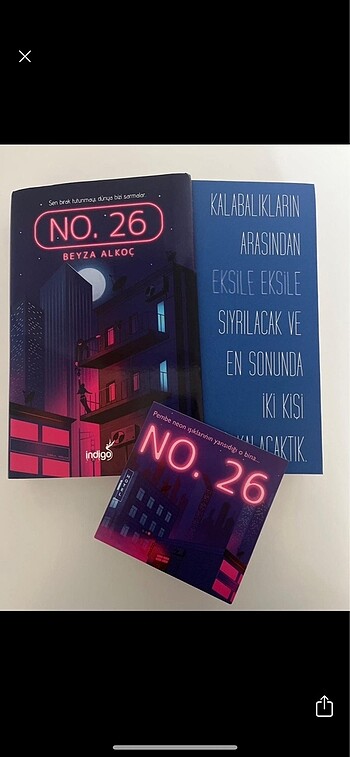 Sen bırak tutunmayı, dünya bizi sarmalar.
NO. 26
BEYZA ALKOÇ
indigo
KALABALIKLARIN
ARASINDAN
EKSİLE EKSİLE
SIYRILACAK VE
EN SONUNDA
İKİ KİŞİ
KALACAKTIK.
Pembe neon ışıklarının yansıdığı o bina...
NO. 26